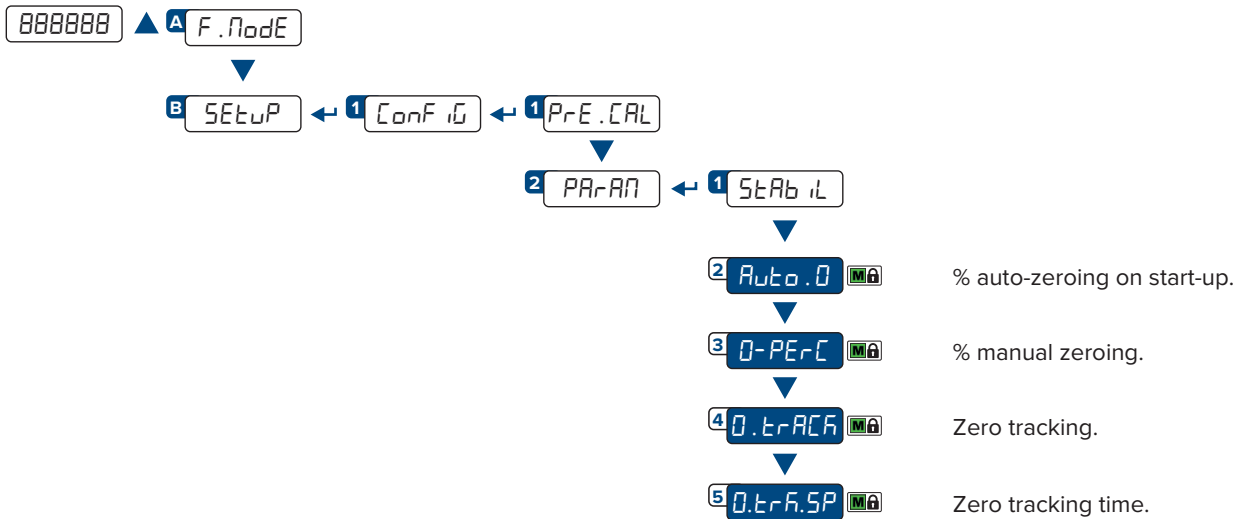 888888 A F.ModE
B SEtuP 1 ConFiG 1 PrE.CAL
2 PArAM 1 StAbiL
2 Auto.0 M % auto-zeroing on start-up.
3 0-PErC M % manual zeroing.
4 0.trACK M Zero tracking.
5 0.trK.SP M Zero tracking time.